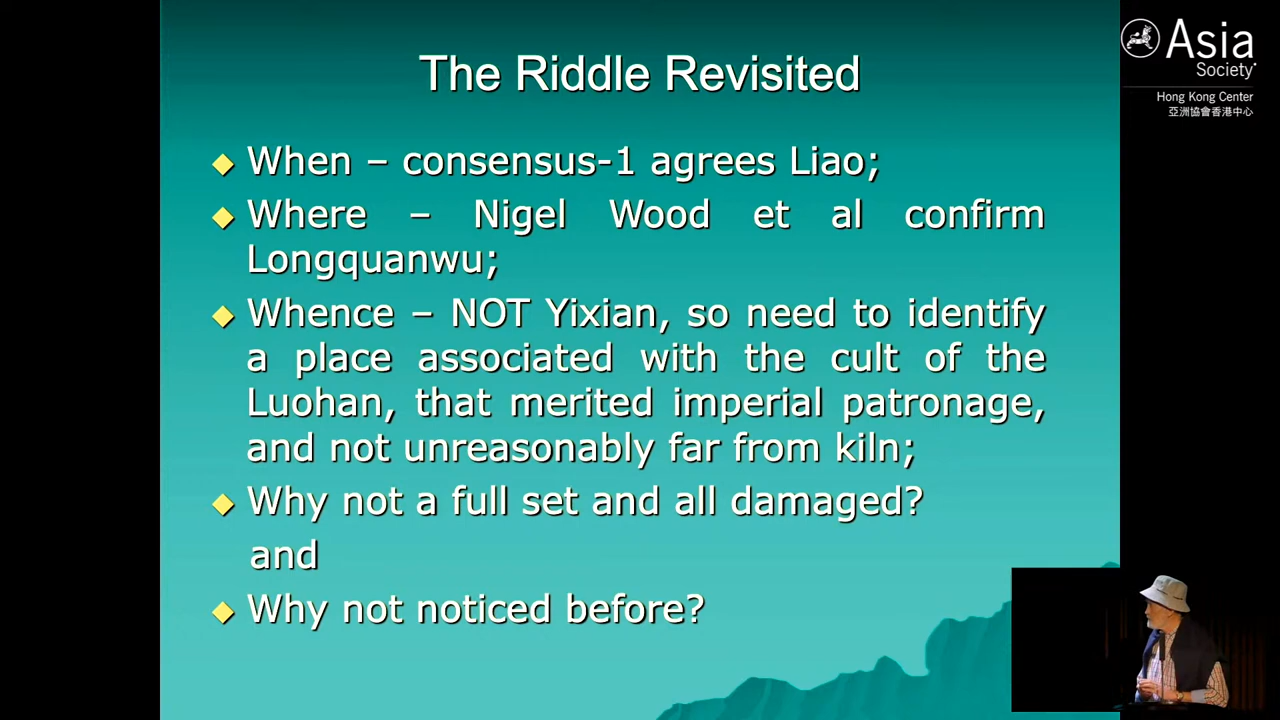 The Riddle Revisited
When – consensus-1 agrees Liao;
Where – Nigel Wood et al confirm
Longquanwu;
Whence – NOT Yixian, so need to identify
a place associated with the cult of the
Luohan, that merited imperial patronage,
and not unreasonably far from kiln;
Why not a full set and all damaged?
and
Why not noticed before?
Asia
Society
Hong Kong Center
亞洲協會香港中心